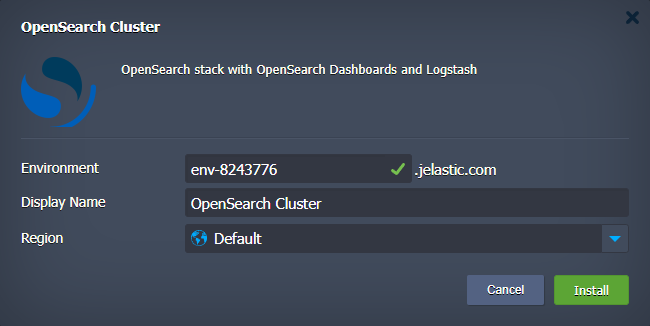 OpenSearch Cluster
OpenSearch stack with OpenSearch Dashboards and Logstash
Environment env-8243776 .jelastic.com
Display Name OpenSearch Cluster
Region Default
Cancel Install